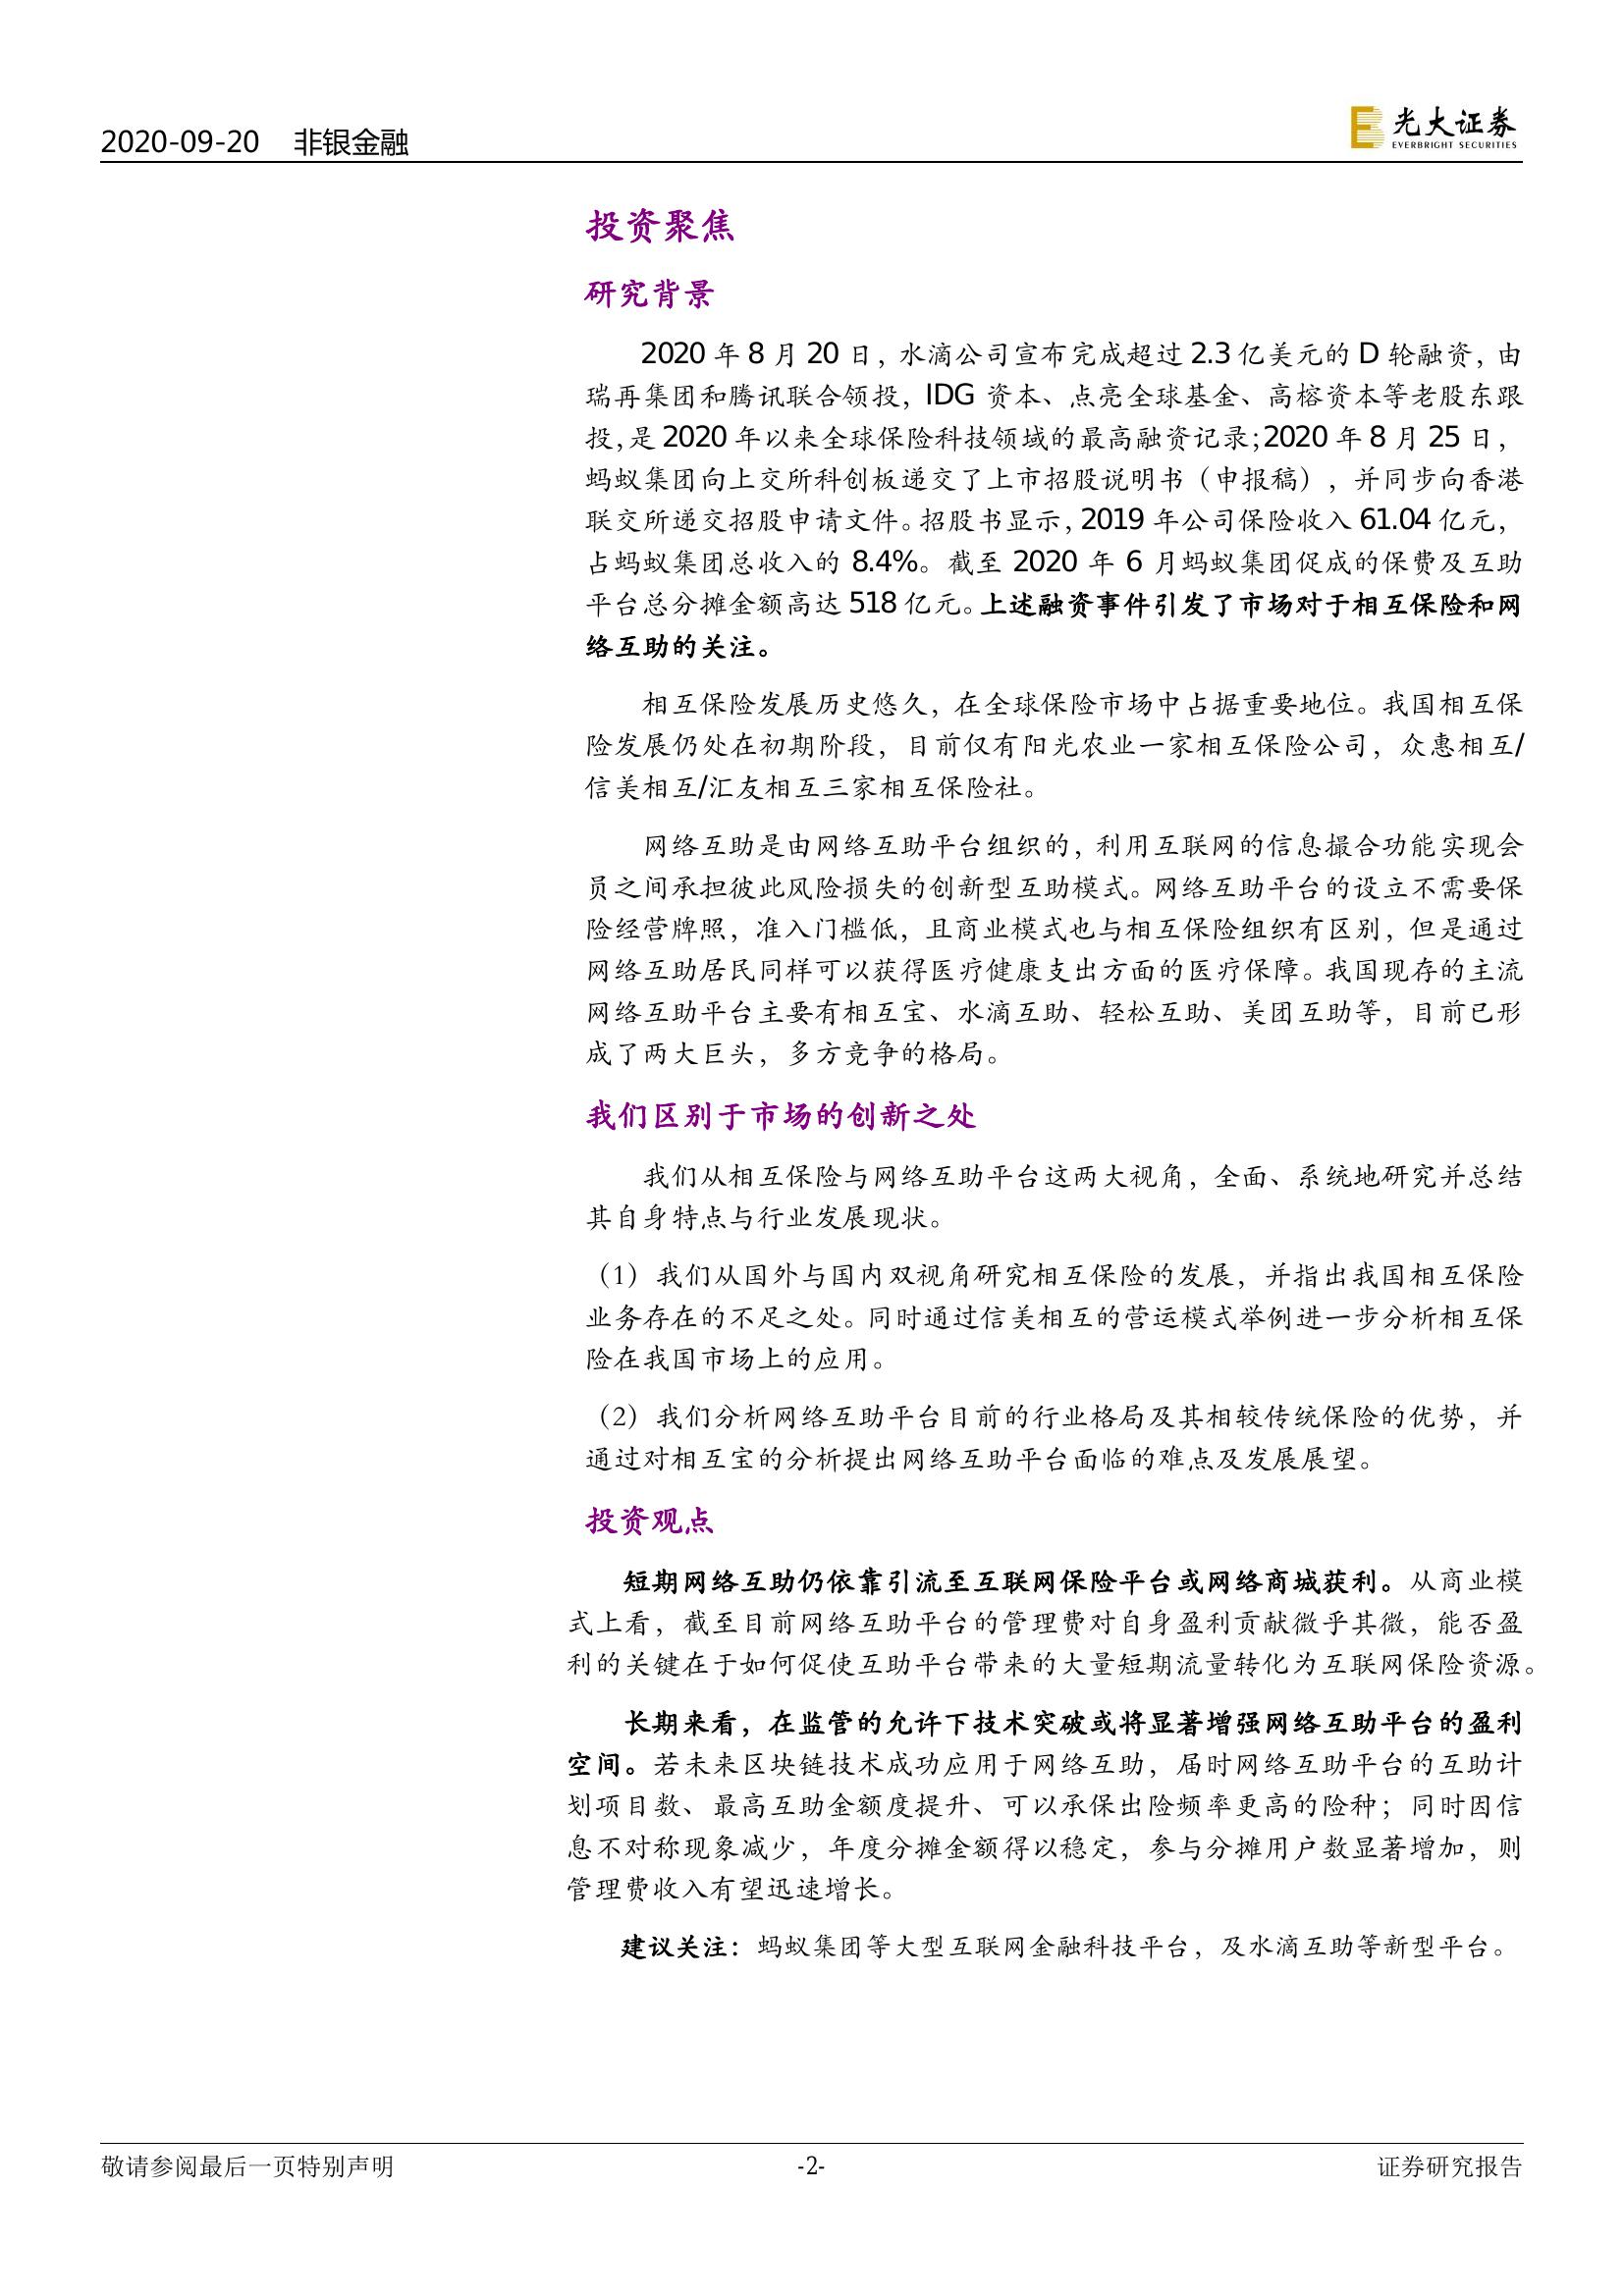 2020-09-20 非银金融
光大证券
EVERBRIGHT SECURITIES
投资聚焦
研究背景
2020 年 8 月 20 日，水滴公司宣布完成超过 2.3 亿美元的 D 轮融资，由
瑞再集团和腾讯联合领投，IDG 资本、点亮全球基金、高榕资本等老股东跟
投，是 2020 年以来全球保险科技领域的最高融资记录；2020 年 8 月 25 日，
蚂蚁集团向上交所科创板递交了上市招股说明书（申报稿），并同步向香港
联交所递交招股申请文件。招股书显示，2019 年公司保险收入 61.04 亿元，
占蚂蚁集团总收入的 8.4%。截至 2020 年 6 月蚂蚁集团促成的保费及互助
平台总分摊金额高达 518 亿元。上述融资事件引发了市场对于相互保险和网
络互助的关注。
相互保险发展历史悠久，在全球保险市场中占据重要地位。我国相互保
险发展仍处在初期阶段，目前仅有阳光农业一家相互保险公司，众惠相互/
信美相互/汇友相互三家相互保险社。
网络互助是由网络互助平台组织的，利用互联网的信息撮合功能实现会
员之间承担彼此风险损失的创新型互助模式。网络互助平台的设立不需要保
险经营牌照，准入门槛低，且商业模式也与相互保险组织有区别，但是通过
网络互助居民同样可以获得医疗健康支出方面的医疗保障。我国现存的主流
网络互助平台主要有相互宝、水滴互助、轻松互助、美团互助等，目前已形
成了两大巨头，多方竞争的格局。
我们区别于市场的创新之处
我们从相互保险与网络互助平台这两大视角，全面、系统地研究并总结
其自身特点与行业发展现状。
（1）我们从国外与国内双视角研究相互保险的发展，并指出我国相互保险
业务存在的不足之处。同时通过信美相互的营运模式举例进一步分析相互保
险在我国市场上的应用。
（2）我们分析网络互助平台目前的行业格局及其相较传统保险的优势，并
通过对相互宝的分析提出网络互助平台面临的难点及发展展望。
投资观点
短期网络互助仍依靠引流至互联网保险平台或网络商城获利。从商业模
式上看，截至目前网络互助平台的管理费对自身盈利贡献微乎其微，能否盈
利的关键在于如何促使互助平台带来的大量短期流量转化为互联网保险资源。
长期来看，在监管的允许下技术突破或将显著增强网络互助平台的盈利
空间。若未来区块链技术成功应用于网络互助，届时网络互助平台的互助计
划项目数、最高互助金额度提升、可以承保出险频率更高的险种；同时因信
息不对称现象减少，年度分摊金额得以稳定，参与分摊用户数显著增加，则
管理费收入有望迅速增长。
建议关注：蚂蚁集团等大型互联网金融科技平台，及水滴互助等新型平台。
敬请参阅最后一页特别声明 -2- 证券研究报告